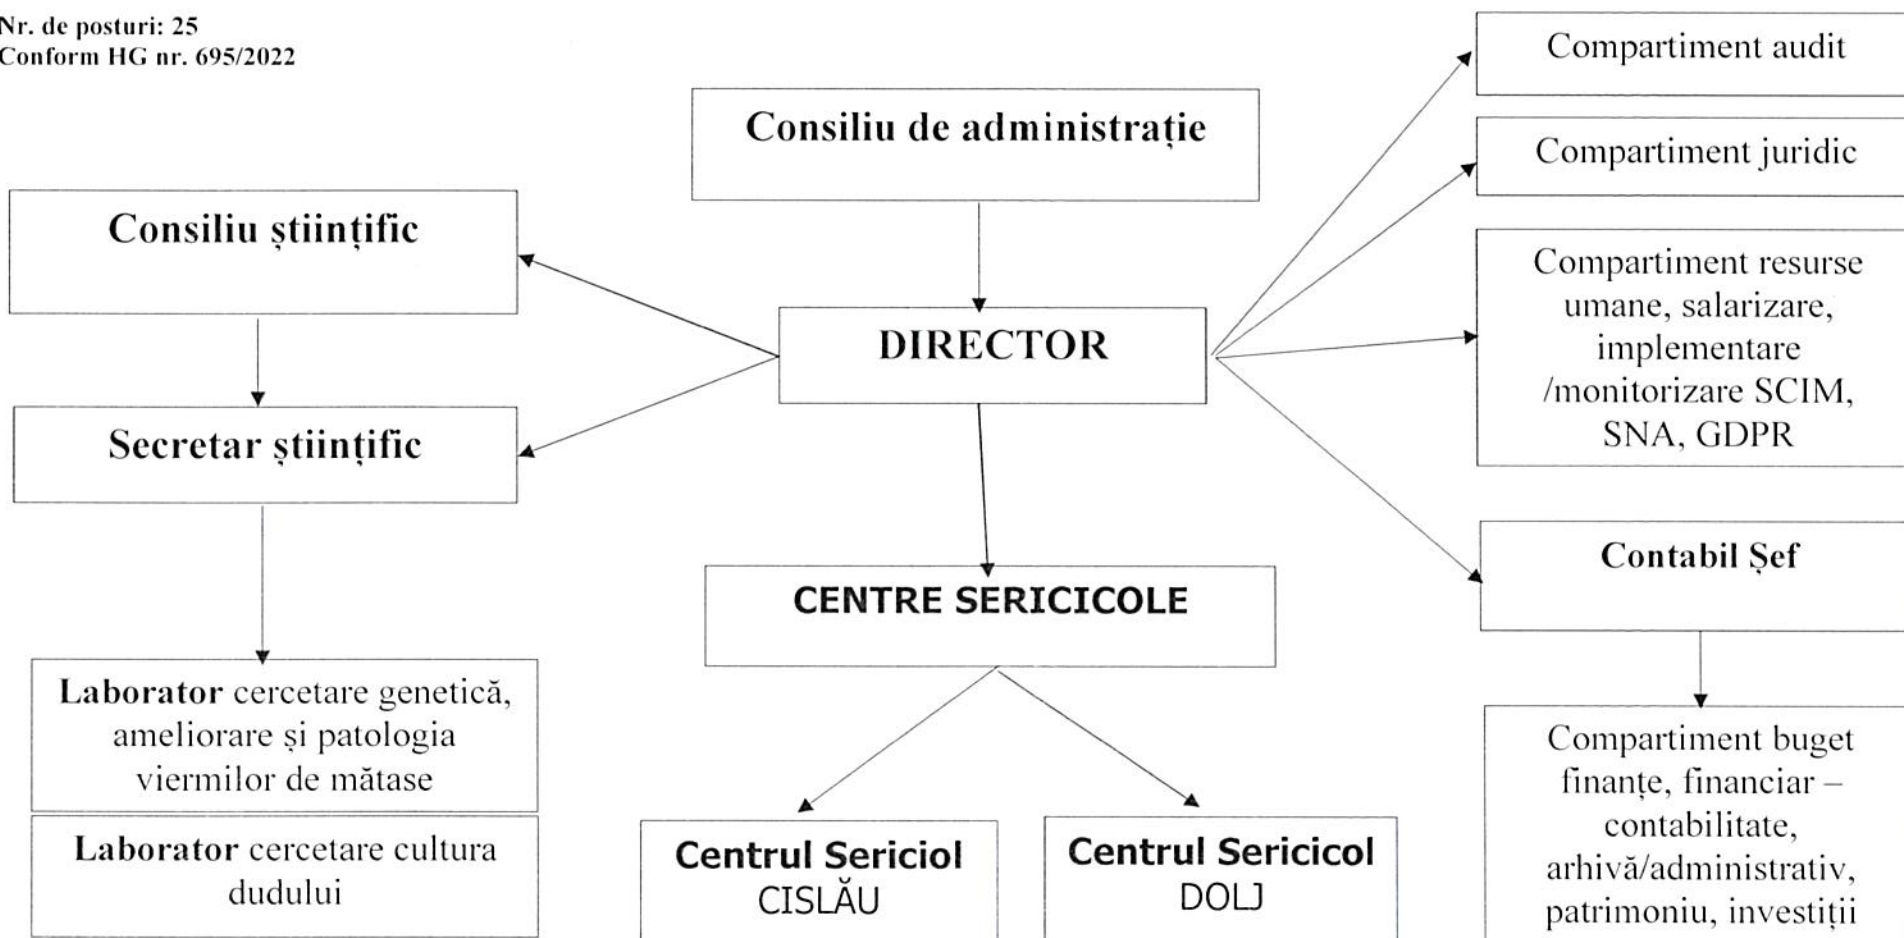 Nr. de posturi: 25
Conform HG nr. 695/2022
Consiliu de administrație
Consiliu științific
DIRECTOR
Secretar științific
CENTRE SERICICOLE
Laborator cercetare genetică,
ameliorare și patologia
viermilor de mătase
Laborator cercetare cultura
dudului
Centrul Sericiol
CISLĂU
Centrul Sericicol
DOLJ
Compartiment audit
Compartiment juridic
Compartiment resurse
umane, salarizare,
implementare
/monitorizare SCIM,
SNA, GDPR
Contabil Șef
Compartiment buget
finanțe, financiar –
contabilitate,
arhivă/administrativ,
patrimoniu, investiții